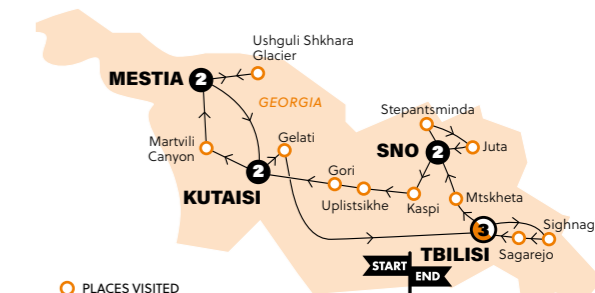 Ushguli Shkhara
Glacier
MESTIA 2
GEORGIA
Stepantsminda
Martvili
Canyon
Gelati
SNO 2
Juta
2
KUTAISI
Gori
Uplistsikhe
Kaspi
Mtskheta
Sighnag
3
TBILISI
Sagarejo
START
END
PLACES VISITED